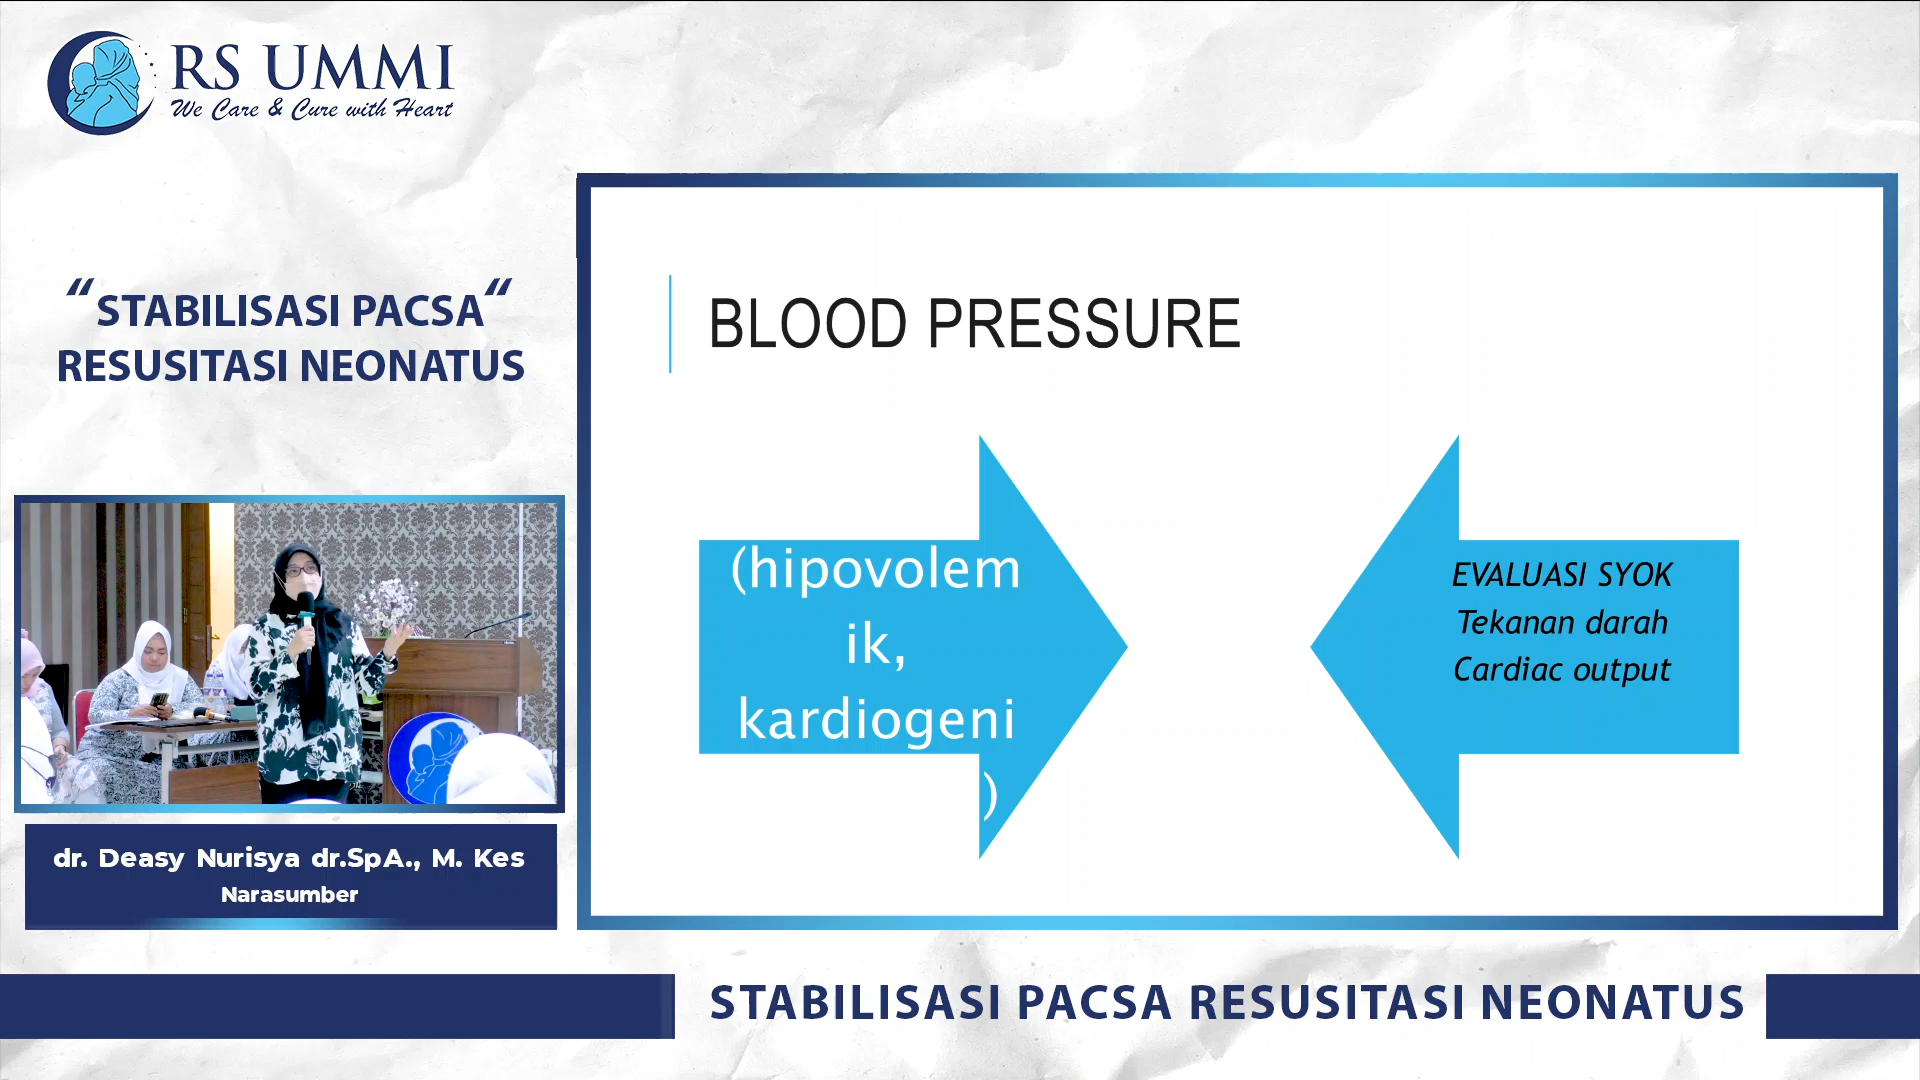 RS UMMI
We Care & Cure with Heart
“STABILISASI PACSA“
RESUSITASI NEONATUS
BLOOD PRESSURE
(hipovolem
ik,
kardiogeni
)
EVALUASI SYOK
Tekanan darah
Cardiac output
dr. Deasy Nurisya dr.SpA., M. Kes
Narasumber
STABILISASI PACSA RESUSITASI NEONATUS